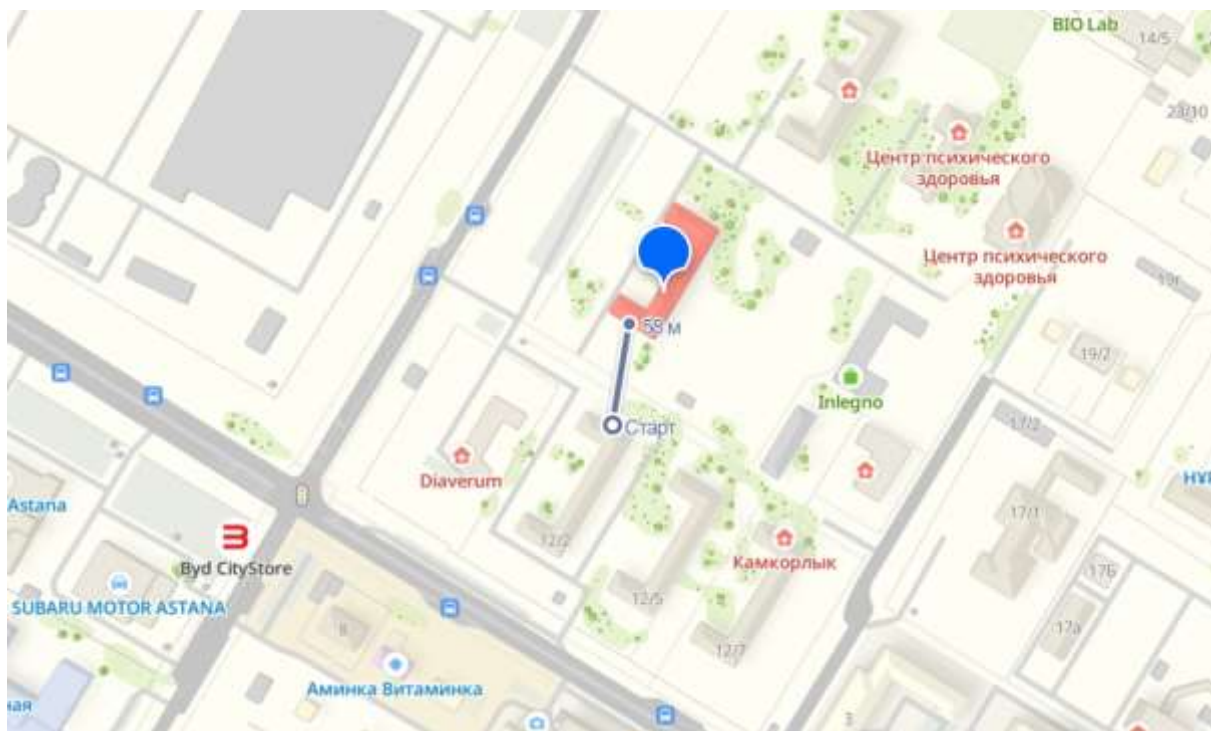 BIO Lab
14/5
23/10
Центр психического
здоровья
Центр психического
здоровья
19г
58 м
19/2
Inlegno
Старт
17/2
Diaverum
Astana
17/1
Byd CityStore
12/2
Камкорлык
17Б
SUBARU MOTOR ASTANA
12/5
17а
8
12/7
Аминка Витаминка
ная
3